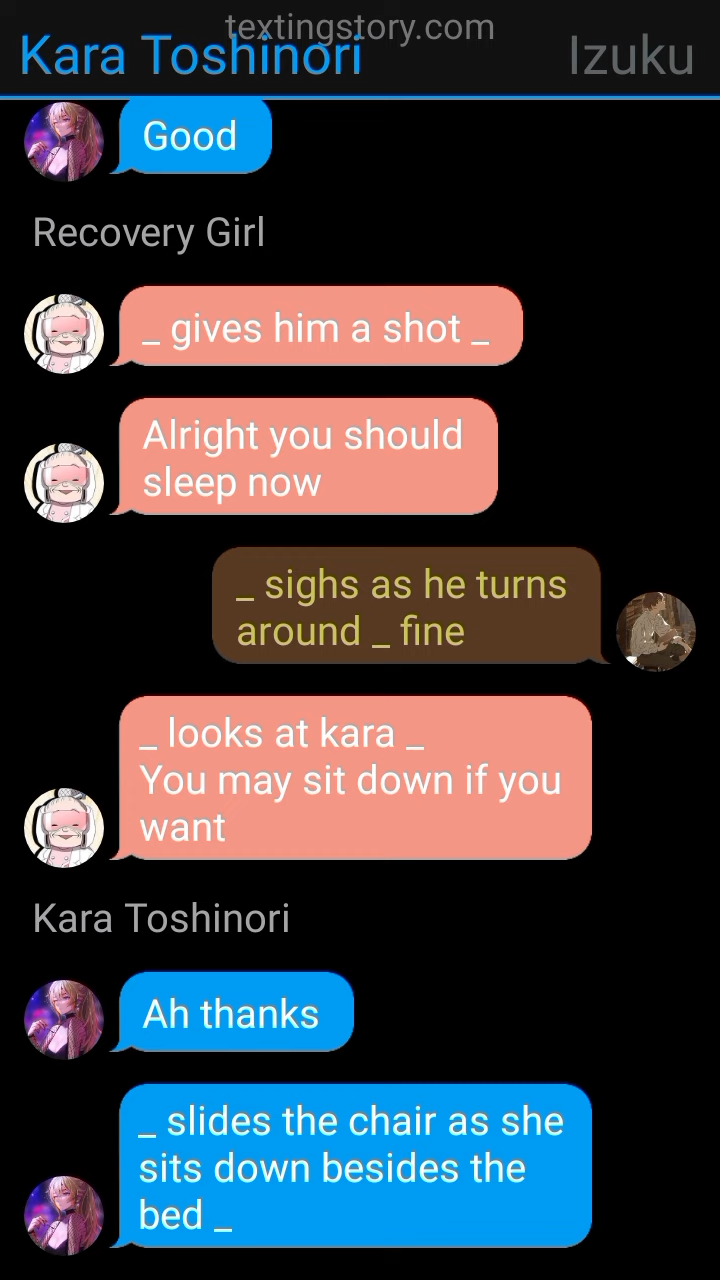 textingstory.com
Kara Toshinori
Izuku
Good
Recovery Girl
_ gives him a shot _
Alright you should
sleep now
_ sighs as he turns
around _ fine
_ looks at kara _
You may sit down if you
want
Kara Toshinori
Ah thanks
_ slides the chair as she
sits down besides the
bed _